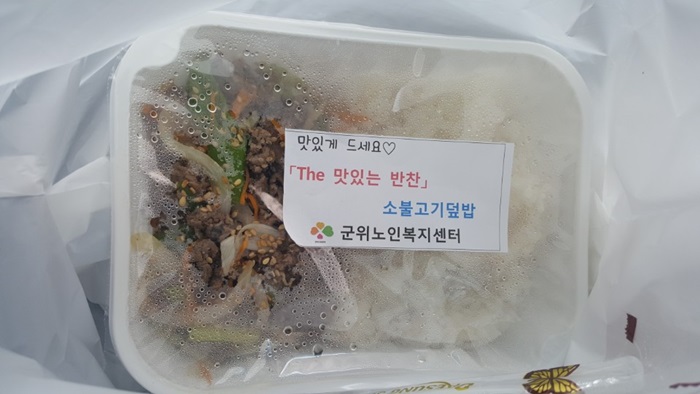 맛있게 드세요♡
「The 맛있는 반찬」
소불고기덮밥
군위노인복지센터